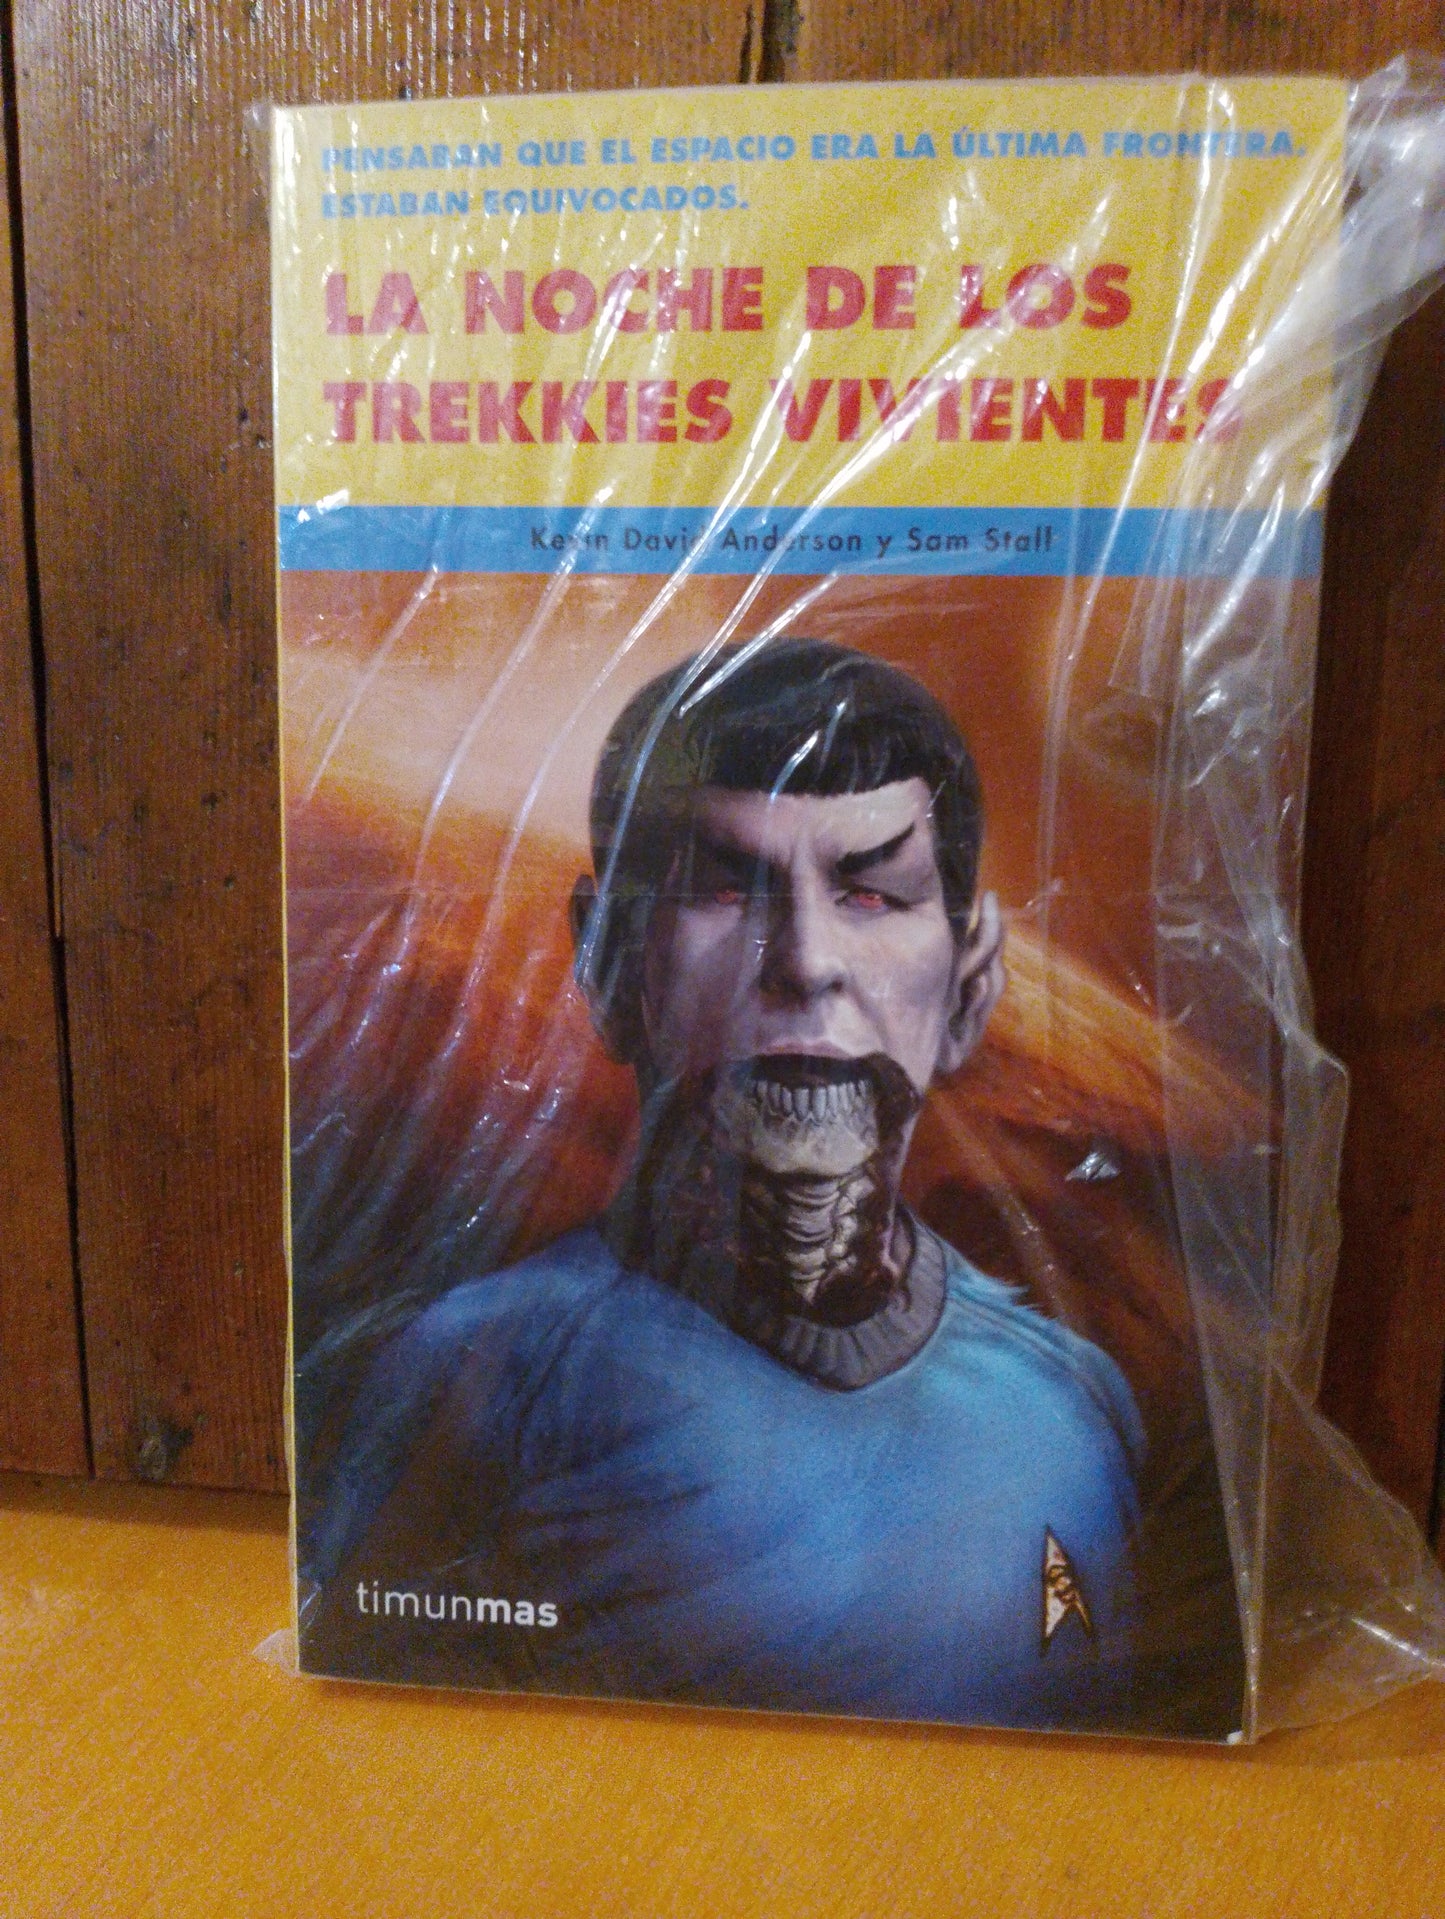 PENSABAN QUE EL ESPACIO ERA LA ÚLTIMA FRONTERA.
ESTABAN EQUIVOCADOS.
LA NOCHE DE LOS
TREKKIES VIVIENTES
Kevin David Anderson y Sam Stall
timunmas